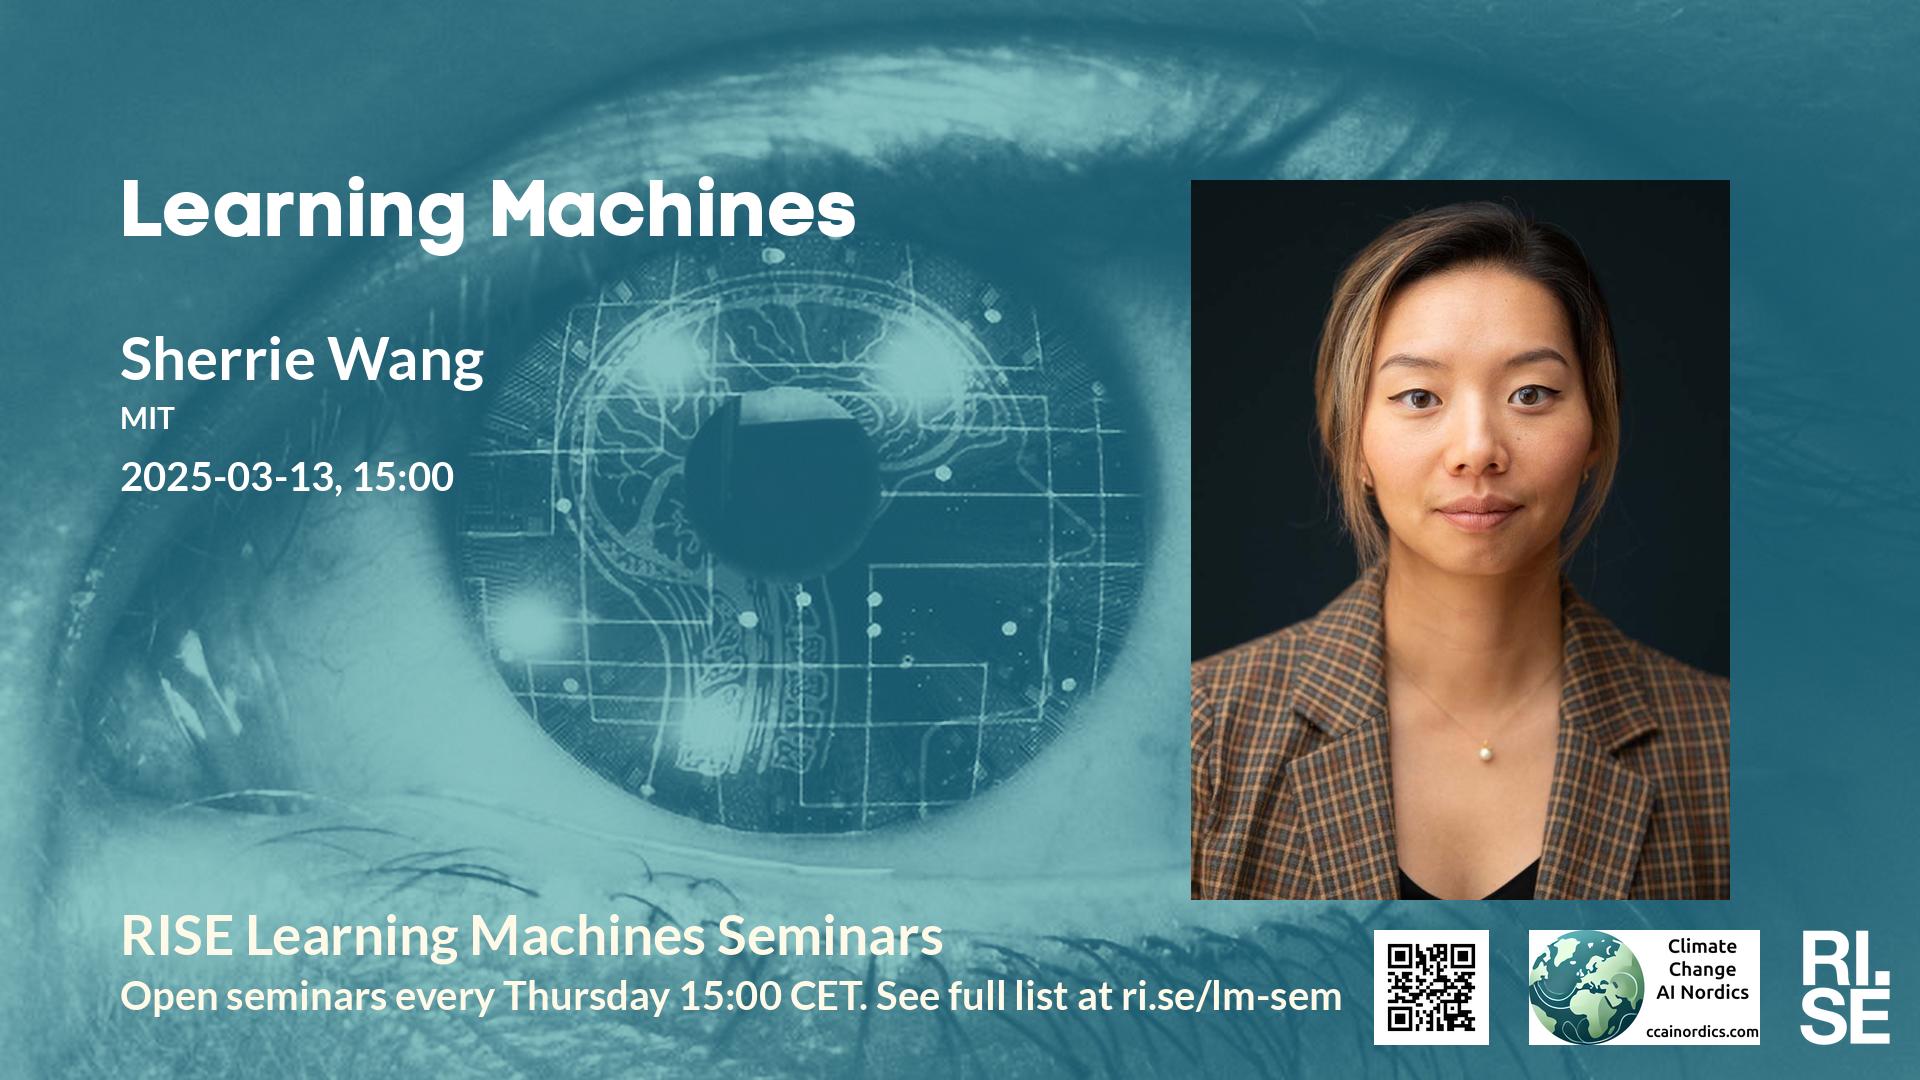 Learning Machines
Sherrie Wang
MIT
2025-03-13, 15:00
RISE Learning Machines Seminars
Open seminars every Thursday 15:00 CET. See full list at ri.se/lm-sem
Climate
Change
AI Nordics
ccainordics.com
RI.
SE